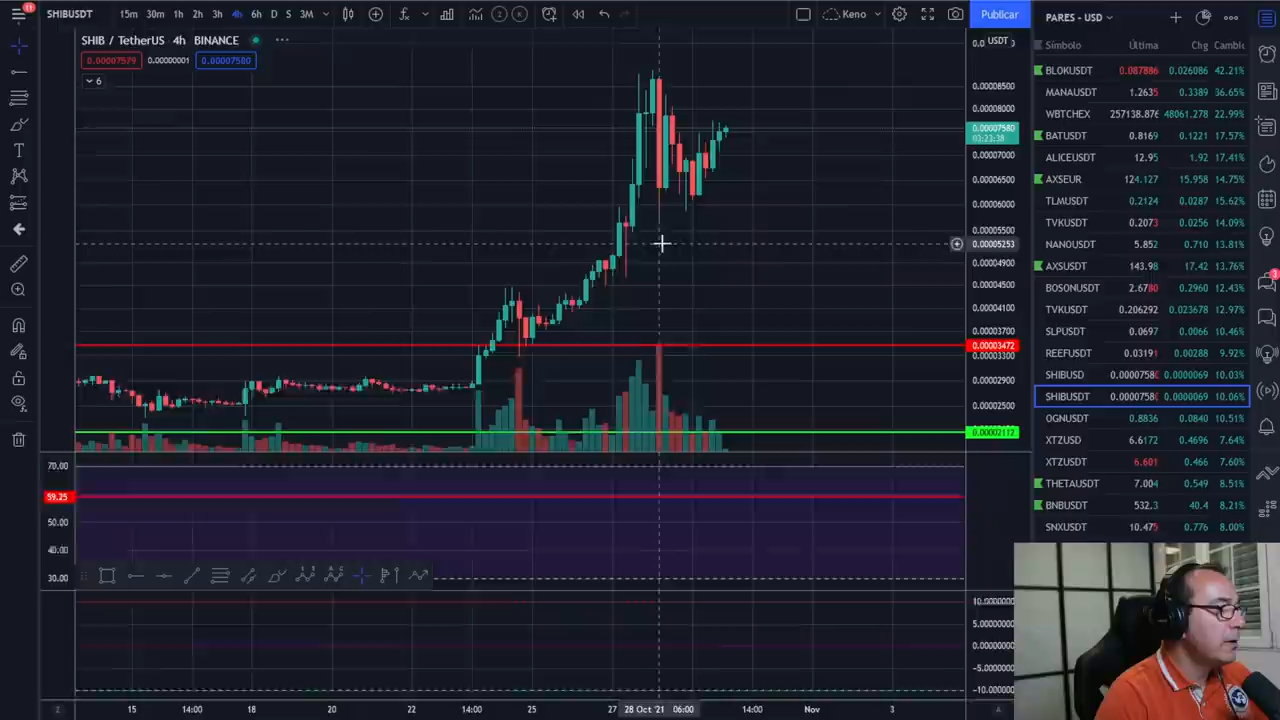 11
SHIBUSDT 15m 30m 1h 2h 3h 4h 6h D S 3M 2 K Keno Publicar
SHIB / TetherUS 4h BINANCE
0.00007579 0.00000001 0.00007580
6
USDT
0.00008500
0.00008000
0.00007580
03:23:38
0.00007000
0.00006500
0.00006000
0.00005500
0.00005253
0.00004900
0.00004500
0.00004100
0.00003700
0.00003472
0.00003300
0.00002900
0.00002500
0.00002112
70.00
59.25
50.00
40.00
30.00
10.0000000
5.00000000
0.00000000
-5.0000000
-10.000000
15 14:00 18 20 22 25 27 28 Oct '21 06:00 14:00 Nov 3
Z A
PARES - USD
Símbolo Última Chg Cambic
BLOKUSDT 0.087886 0.026086 42.21%
MANAUSDT 1.2635 0.3389 36.65%
WBTCHEX 257138.876 48061.278 22.99%
BATUSDT 0.8169 0.1221 17.57%
ALICEUSDT 12.95 1.92 17.41%
AXSEUR 124.127 15.958 14.75%
TLMUSDT 0.2124 0.0287 15.62%
TVKUSDT 0.2073 0.0256 14.09%
NANOUSDT 5.852 0.710 13.81%
AXSUSDT 143.98 17.42 13.76%
BOSONUSDT 2.6780 0.2960 12.43%
TVKUSDT 0.206292 0.023678 12.97%
SLPUSDT 0.0697 0.0066 10.46%
REEFUSDT 0.03191 0.00288 9.92%
SHIBUSD 0.0000758 0.0000069 10.03%
SHIBUSDT 0.0000758 0.0000069 10.06%
OGNUSDT 0.8836 0.0840 10.51%
XTZUSD 6.6172 0.4696 7.64%
XTZUSDT 6.601 0.466 7.60%
THETAUSDT 7.004 0.549 8.51%
BNBUSDT 532.3 40.4 8.21%
SNXUSDT 10.475 0.776 8.00%